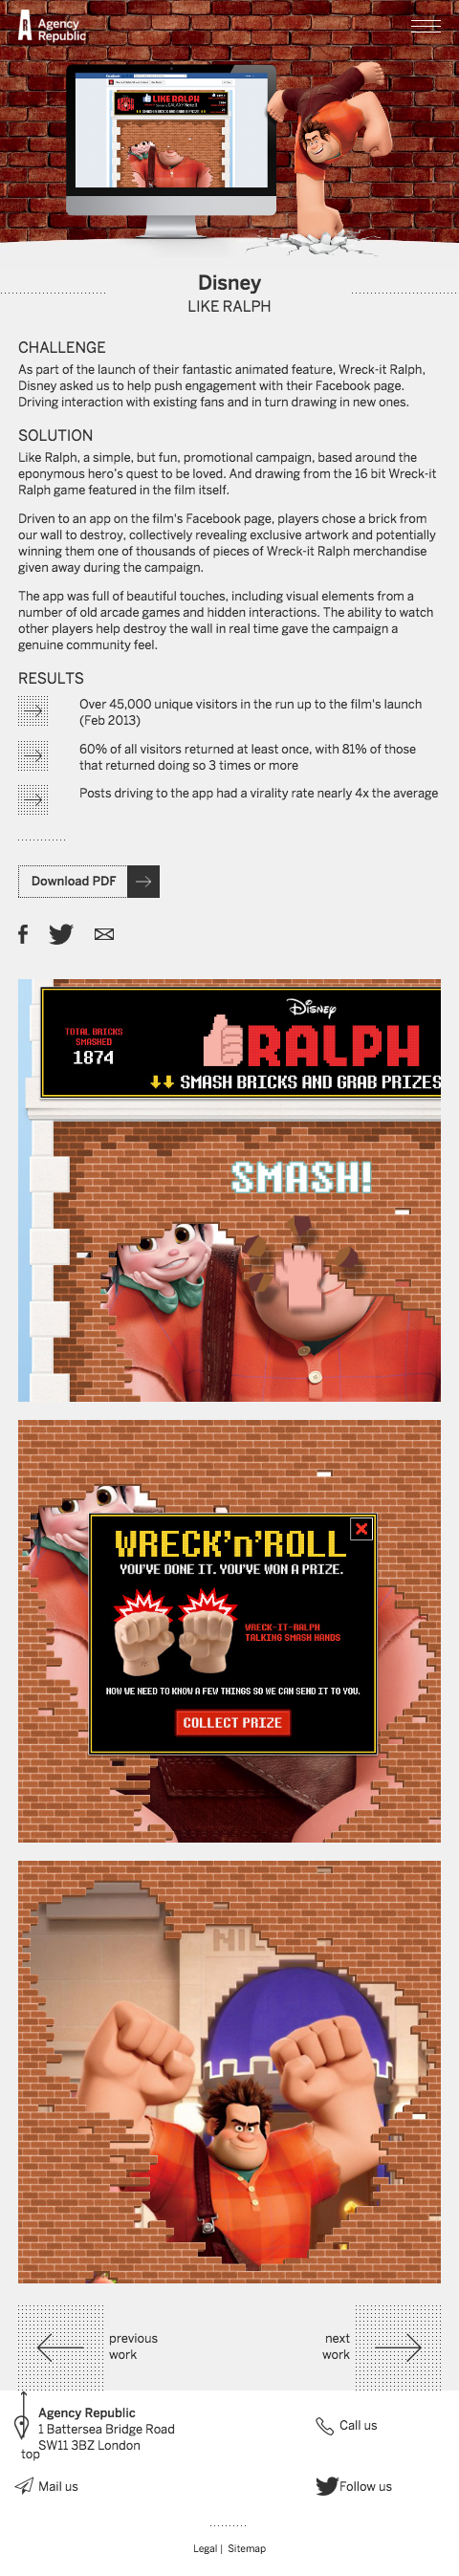 Agency
Republic
facebook
LIKE RALPH
SMASH BRICKS AND GRAB PRIZES
Disney
LIKE RALPH
CHALLENGE
As part of the launch of their fantastic animated feature, Wreck-it Ralph,
Disney asked us to help push engagement with their Facebook page.
Driving interaction with existing fans and in turn drawing in new ones.
SOLUTION
Like Ralph, a simple, but fun, promotional campaign, based around the
eponymous hero's quest to be loved. And drawing from the 16 bit Wreck-it
Ralph game featured in the film itself.
Driven to an app on the film's Facebook page, players chose a brick from
our wall to destroy, collectively revealing exclusive artwork and potentially
winning them one of thousands of pieces of Wreck-it Ralph merchandise
given away during the campaign.
The app was full of beautiful touches, including visual elements from a
number of old arcade games and hidden interactions. The ability to watch
other players help destroy the wall in real time gave the campaign a
genuine community feel.
RESULTS
Over 45,000 unique visitors in the run up to the film's launch
(Feb 2013)
60% of all visitors returned at least once, with 81% of those
that returned doing so 3 times or more
Posts driving to the app had a virality rate nearly 4x the average
Download PDF
Disney
TOTAL BRICKS
SMASHED
1874
RALPH
SMASH BRICKS AND GRAB PRIZES
SMASH!
WRECK'n'ROLL
YOU'VE DONE IT. YOU'VE WON A PRIZE.
WRECK-IT-RALPH
TALKING SMASH HANDS
NOW WE NEED TO KNOW A FEW THINGS SO WE CAN SEND IT TO YOU.
COLLECT PRIZE
previous
work
next
work
Agency Republic
1 Battersea Bridge Road
SW11 3BZ London
top
Call us
Mail us
Follow us
Legal | Sitemap